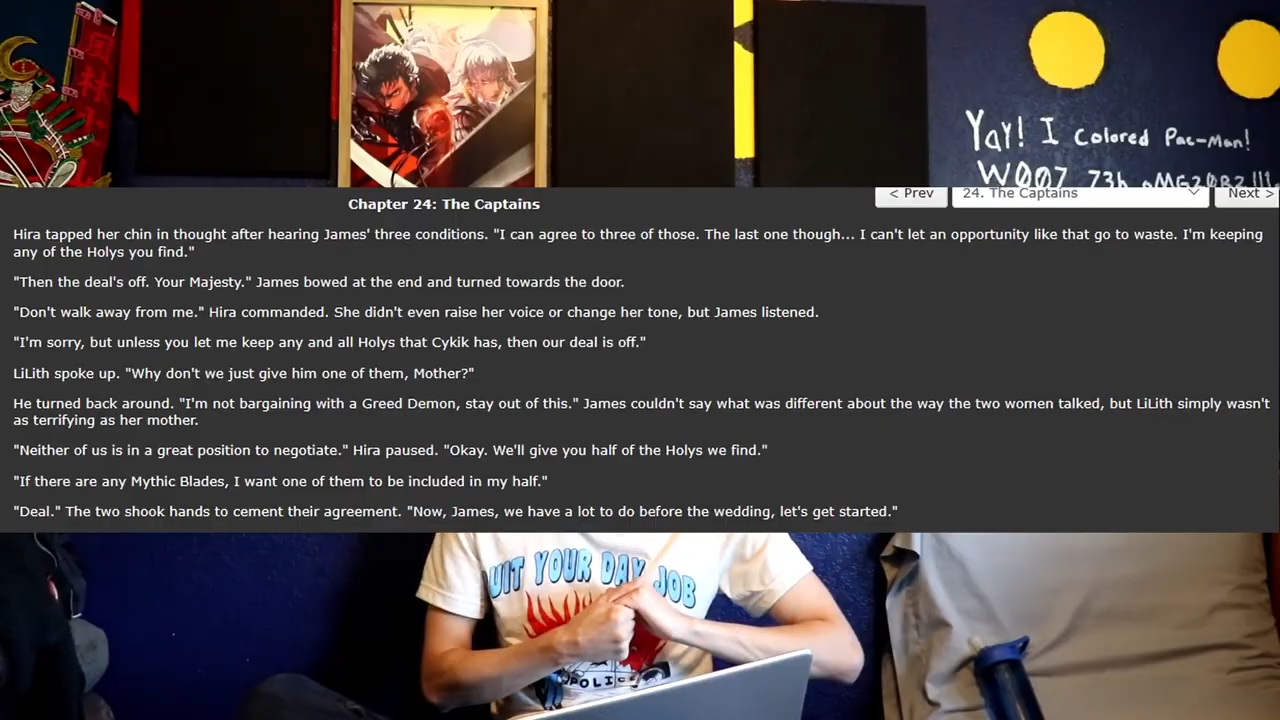 Yay! I Colored Pac-Man!
W007 73h
< Prev
24. The Captains
Next >
Chapter 24: The Captains
Hira tapped her chin in thought after hearing James' three conditions. "I can agree to three of those. The last one though... I can't let an opportunity like that go to waste. I'm keeping
any of the Holys you find."
"Then the deal's off. Your Majesty." James bowed at the end and turned towards the door.
"Don't walk away from me." Hira commanded. She didn't even raise her voice or change her tone, but James listened.
"I'm sorry, but unless you let me keep any and all Holys that Cykik has, then our deal is off."
LiLith spoke up. "Why don't we just give him one of them, Mother?"
He turned back around. "I'm not bargaining with a Greed Demon, stay out of this." James couldn't say what was different about the way the two women talked, but LiLith simply wasn't
as terrifying as her mother.
"Neither of us is in a great position to negotiate." Hira paused. "Okay. We'll give you half of the Holys we find."
"If there are any Mythic Blades, I want one of them to be included in my half."
"Deal." The two shook hands to cement their agreement. "Now, James, we have a lot to do before the wedding, let's get started."
UIT YOUR DAY JOB
POLIC